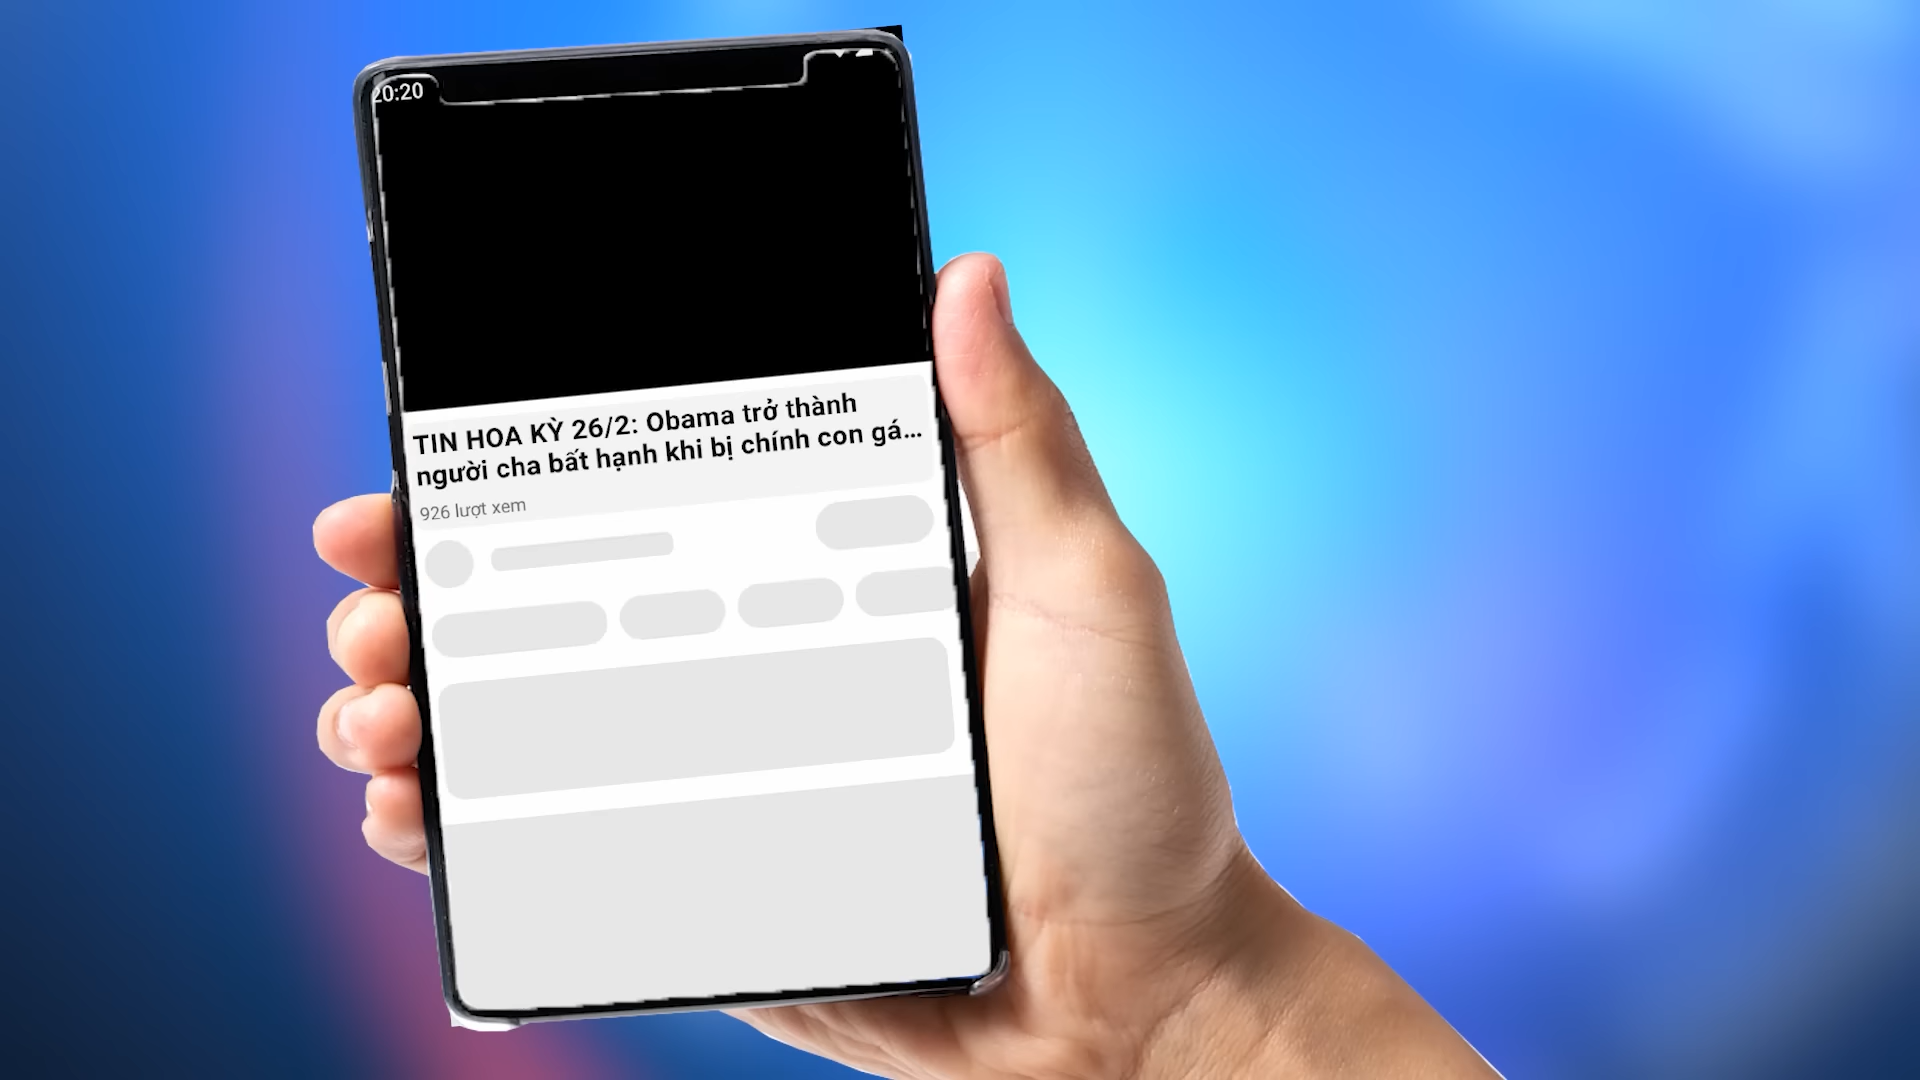 20:20
TIN HOA KỲ 26/2: Obama trở thành
người cha bất hạnh khi bị chính con gá...
926 lượt xem